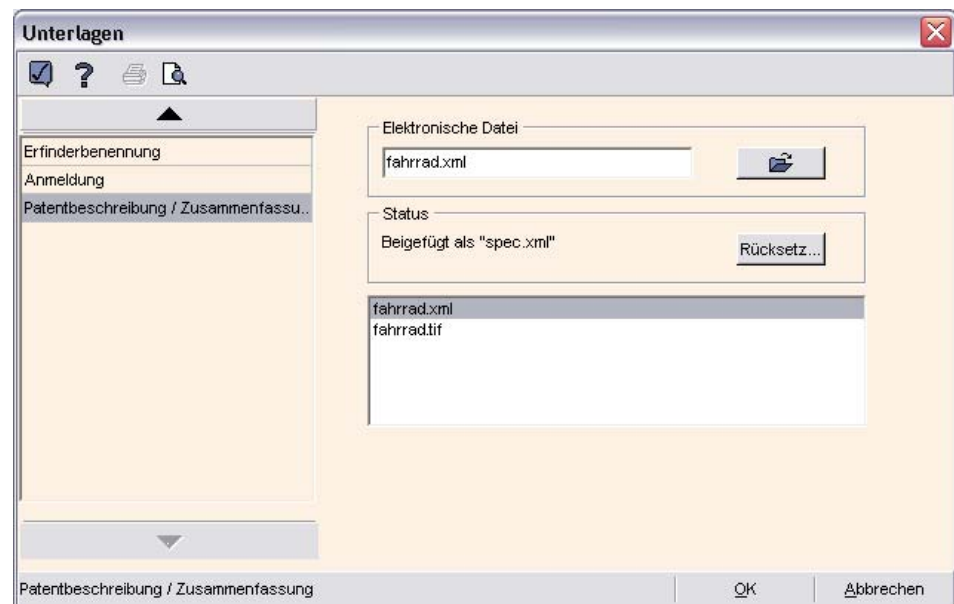 Unterlagen
Erfinderbenennung
Anmeldung
Patentbeschreibung / Zusammenfassu..
Elektronische Datei
fahrrad.xml
Status
Beigefügt als "spec.xml"
Rücksetz...
fahrrad.xml
fahrrad.tif
Patentbeschreibung / Zusammenfassung
OK
Abbrechen